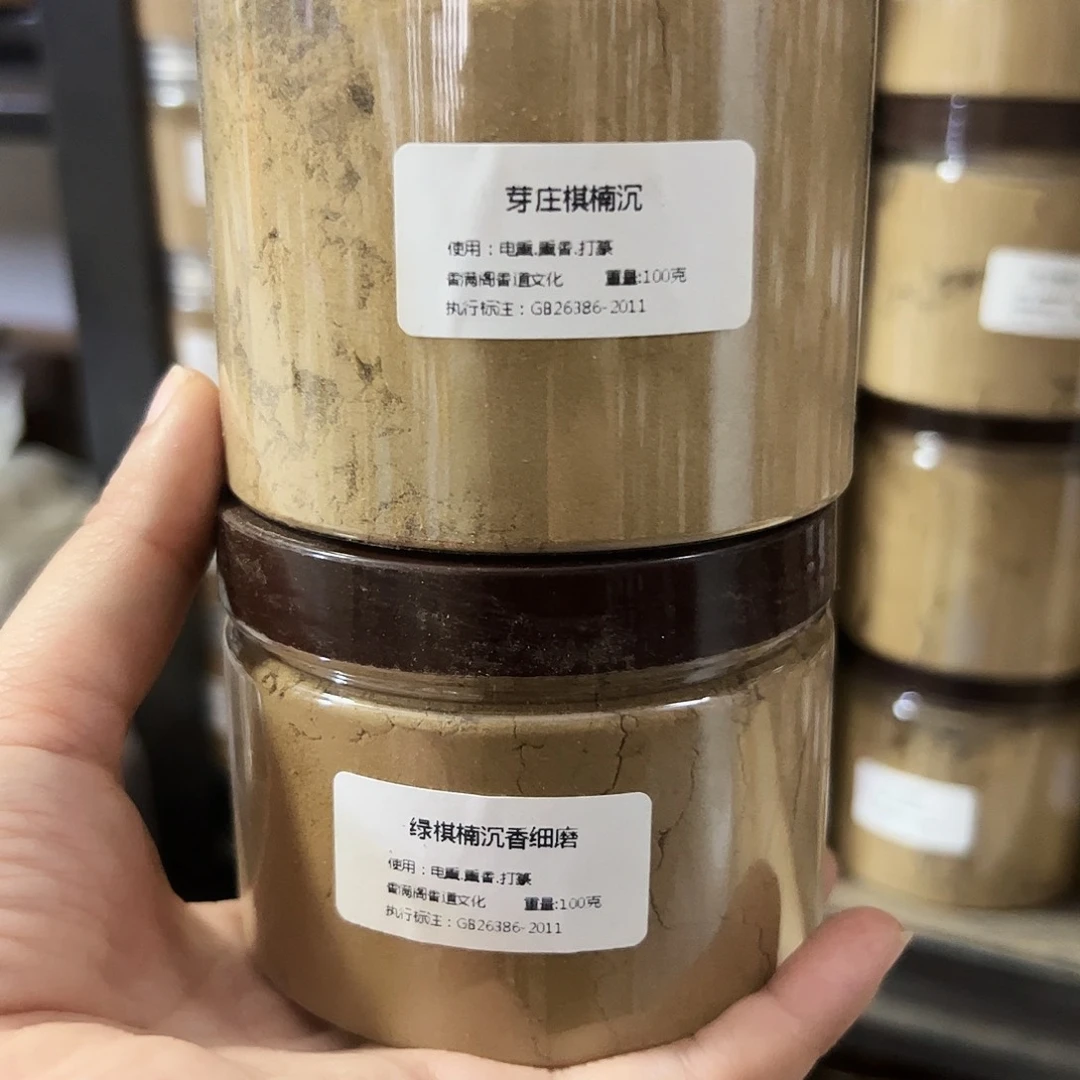 芽庄棋楠沉
使用：电熏.熏香.打篆
香满阁香道文化 重量:100克
执行标注：GB26386-2011
绿棋楠沉香细磨
使用：电熏.熏香.打篆
香满阁香道文化 重量:100克
执行标注：GB26386-2011